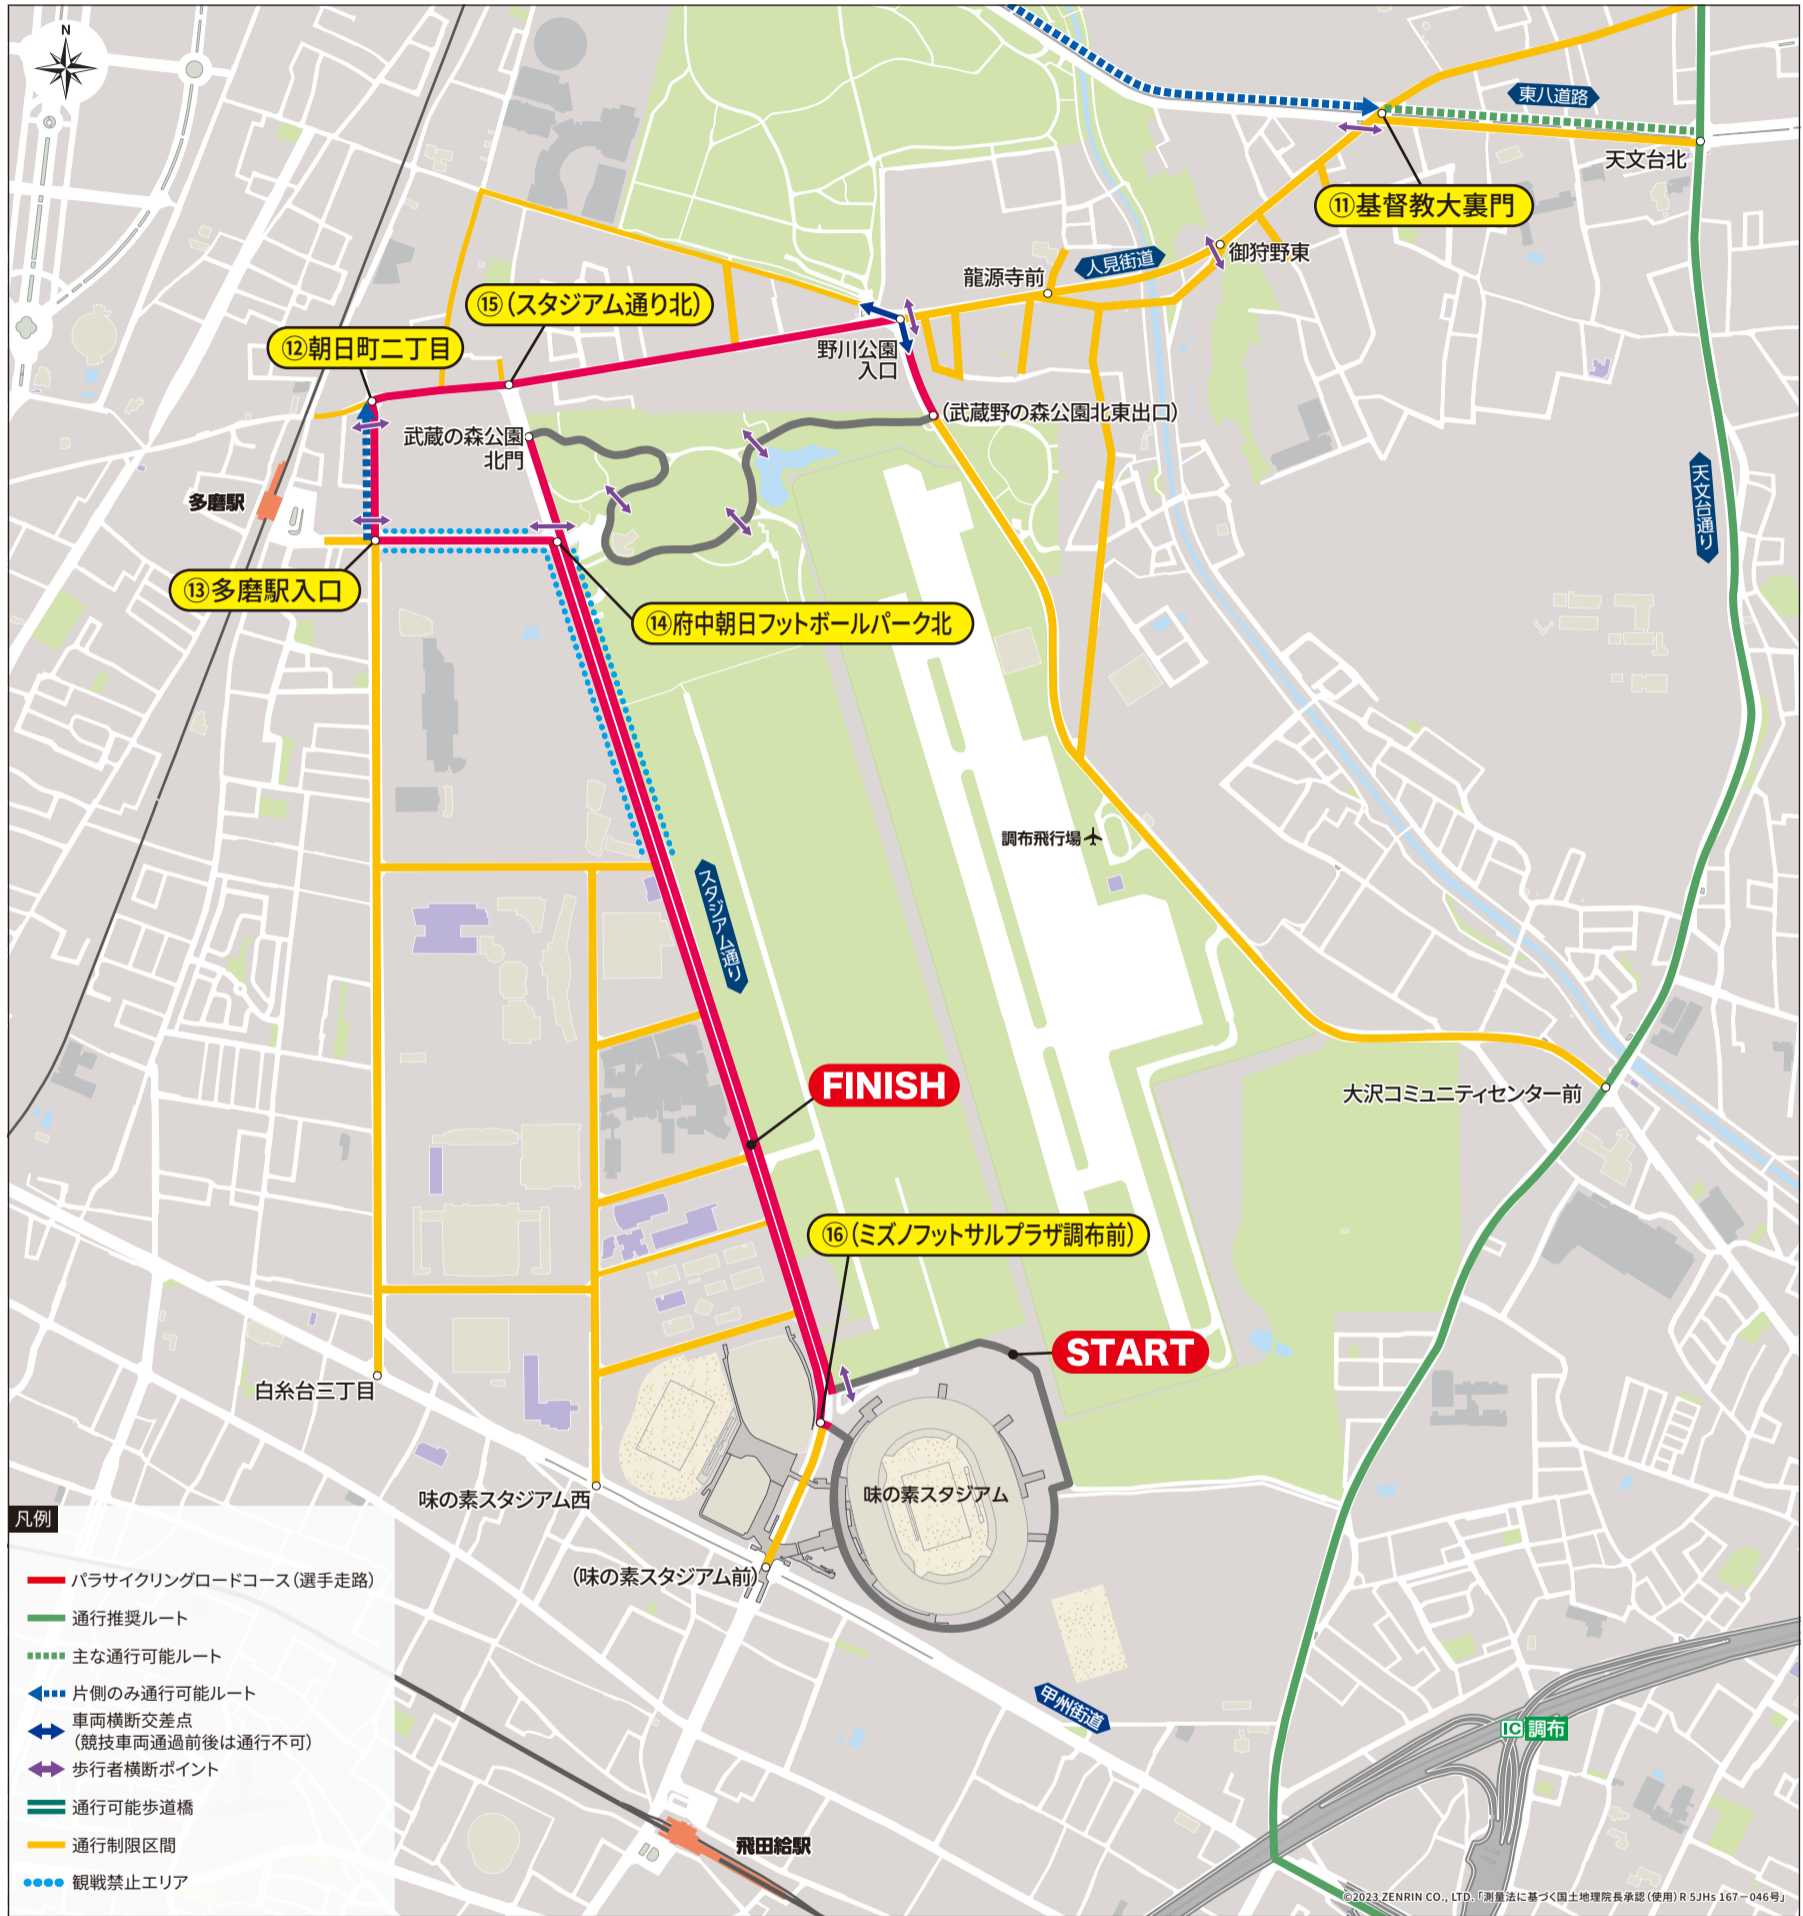 N
東八道路
天文台北
⑪基督教大裏門
御狩野東
人見街道
龍源寺前
⑮(スタジアム通り北)
⑫朝日町二丁目
野川公園
入口
(武蔵野の森公園北東出口)
武蔵の森公園
北門
天文台通り
多磨駅
⑬多磨駅入口
⑭府中朝日フットボールパーク北
調布飛行場
スタジアム通り
FINISH
大沢コミュニティセンター前
⑯(ミズノフットサルプラザ調布前)
START
白糸台三丁目
味の素スタジアム西
味の素スタジアム
(味の素スタジアム前)
甲州街道
IC 調布
飛田給駅
凡例
パラサイクリングロードコース(選手走路)
通行推奨ルート
主な通行可能ルート
片側のみ通行可能ルート
車両横断交差点
(競技車両通過前後は通行不可)
歩行者横断ポイント
通行可能歩道橋
通行制限区間
観戦禁止エリア
©2023 ZENRIN CO., LTD.「測量法に基づく国土地理院長承認(使用)R 5JHs 167－046号」